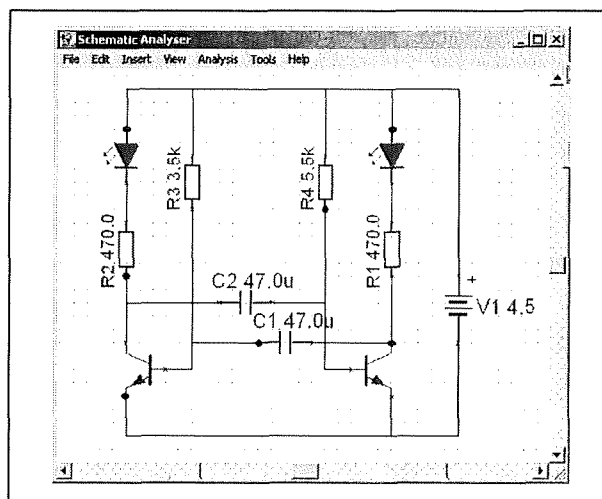 Schematic Analyser
File Edit Insert View Analysis Tools Help
R3 3.5k
R4 5.5k
R2 470.0
R1 470.0
C2 47.0u
C1 47.0u
+
V1 4.5